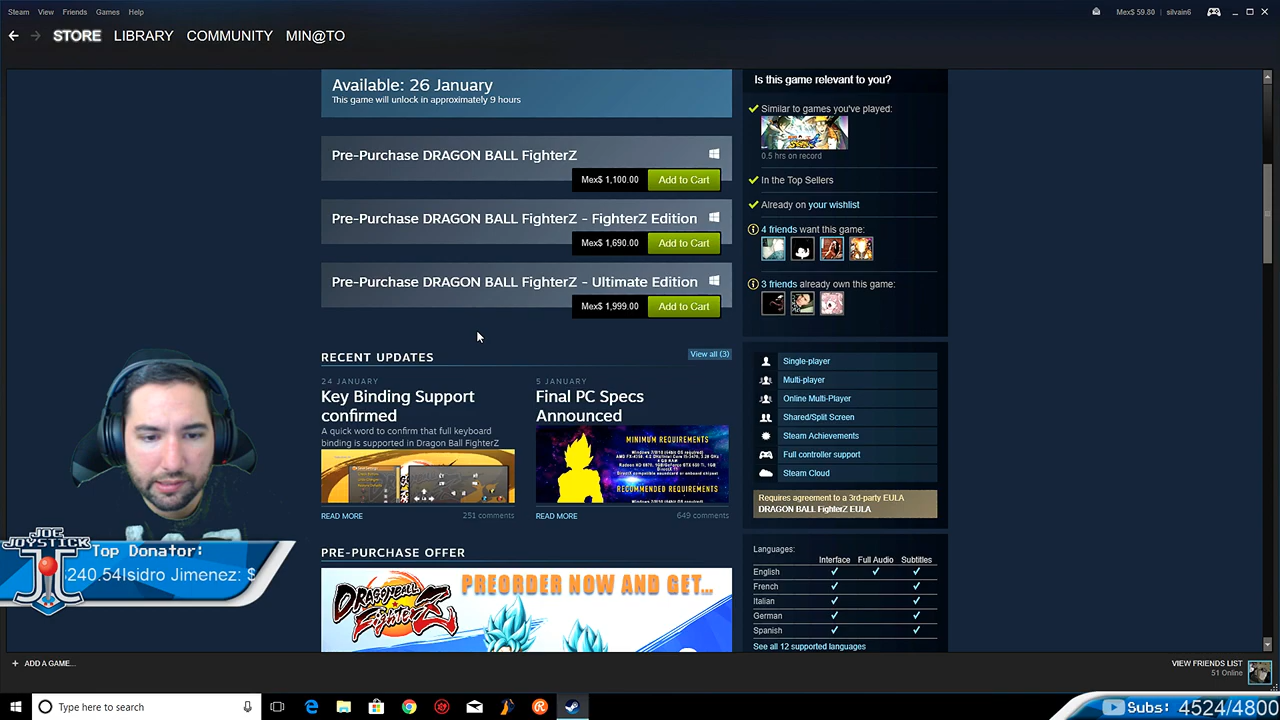 Steam View Friends Games Help
Mex$ 59.80 silvain6
STORE LIBRARY COMMUNITY MIN@TO
Available: 26 January
This game will unlock in approximately 9 hours
Pre-Purchase DRAGON BALL FighterZ
Mex$ 1,100.00 Add to Cart
Pre-Purchase DRAGON BALL FighterZ - FighterZ Edition
Mex$ 1,690.00 Add to Cart
Pre-Purchase DRAGON BALL FighterZ - Ultimate Edition
Mex$ 1,999.00 Add to Cart
RECENT UPDATES
View all (3)
24 JANUARY
Key Binding Support
confirmed
A quick word to confirm that full keyboard
binding is supported in Dragon Ball FighterZ
READ MORE 251 comments
5 JANUARY
Final PC Specs
Announced
MINIMUM REQUIREMENTS
RECOMMENDED REQUIREMENTS
READ MORE 649 comments
PRE-PURCHASE OFFER
DRAGONBALL FIGHTERZ
PREORDER NOW AND GET...
Is this game relevant to you?
Similar to games you've played:
0.5 hrs on record
In the Top Sellers
Already on your wishlist
4 friends want this game:
3 friends already own this game:
Single-player
Multi-player
Online Multi-Player
Shared/Split Screen
Steam Achievements
Full controller support
Steam Cloud
Requires agreement to a 3rd-party EULA
DRAGON BALL FighterZ EULA
Languages:
Interface Full Audio Subtitles
English
French
Italian
German
Spanish
See all 12 supported languages
JOE
JOYSTICK
Top Donator:
240.54Isidro Jimenez: $
+ ADD A GAME...
VIEW FRIENDS LIST
51 Online
Type here to search
Subs: 4524/4800